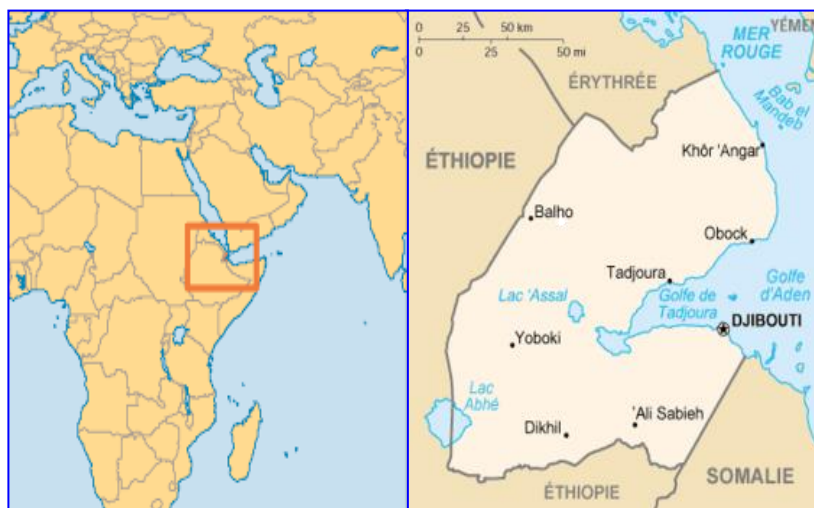 0 25 50 km
0 25 50 mi
MER
ROUGE
YÉMEN
ÉRYTHRÉE
Bab el
Mandeb
ÉTHIOPIE
Khôr 'Angar
Balho
Obock
Tadjoura
Golfe
d'Aden
Lac 'Assal
Golfe de
Tadjoura
DJIBOUTI
Yoboki
Lac
Abhé
'Ali Sabieh
Dikhil
SOMALIE
ÉTHIOPIE